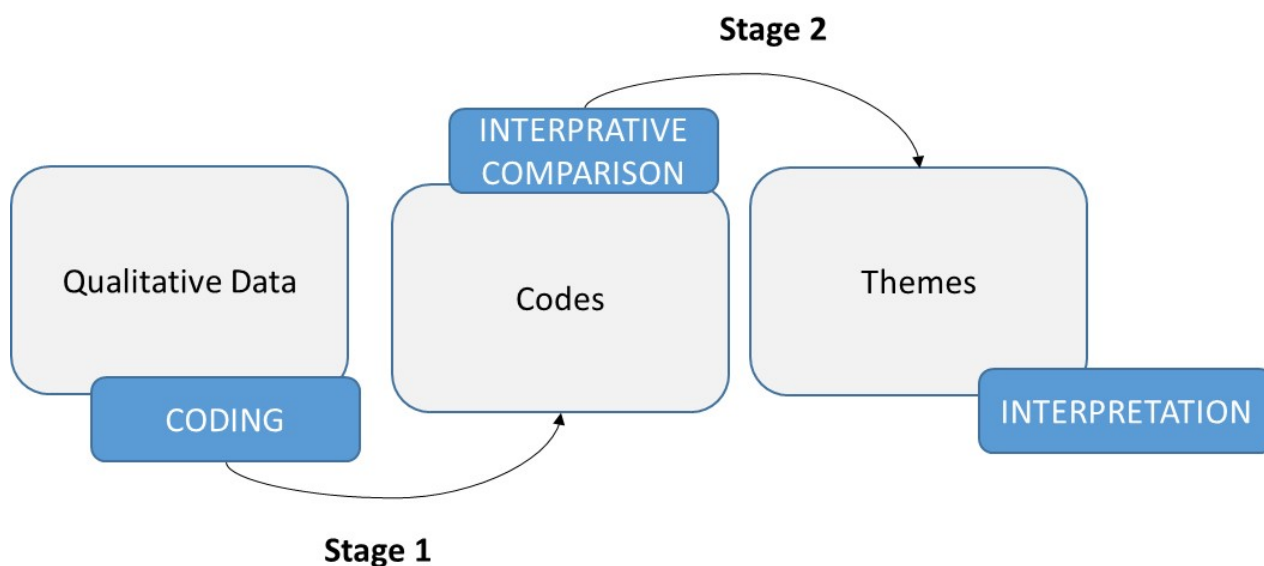 Stage 2
INTERPRATIVE
COMPARISON
Qualitative Data
Codes
Themes
CODING
INTERPRETATION
Stage 1